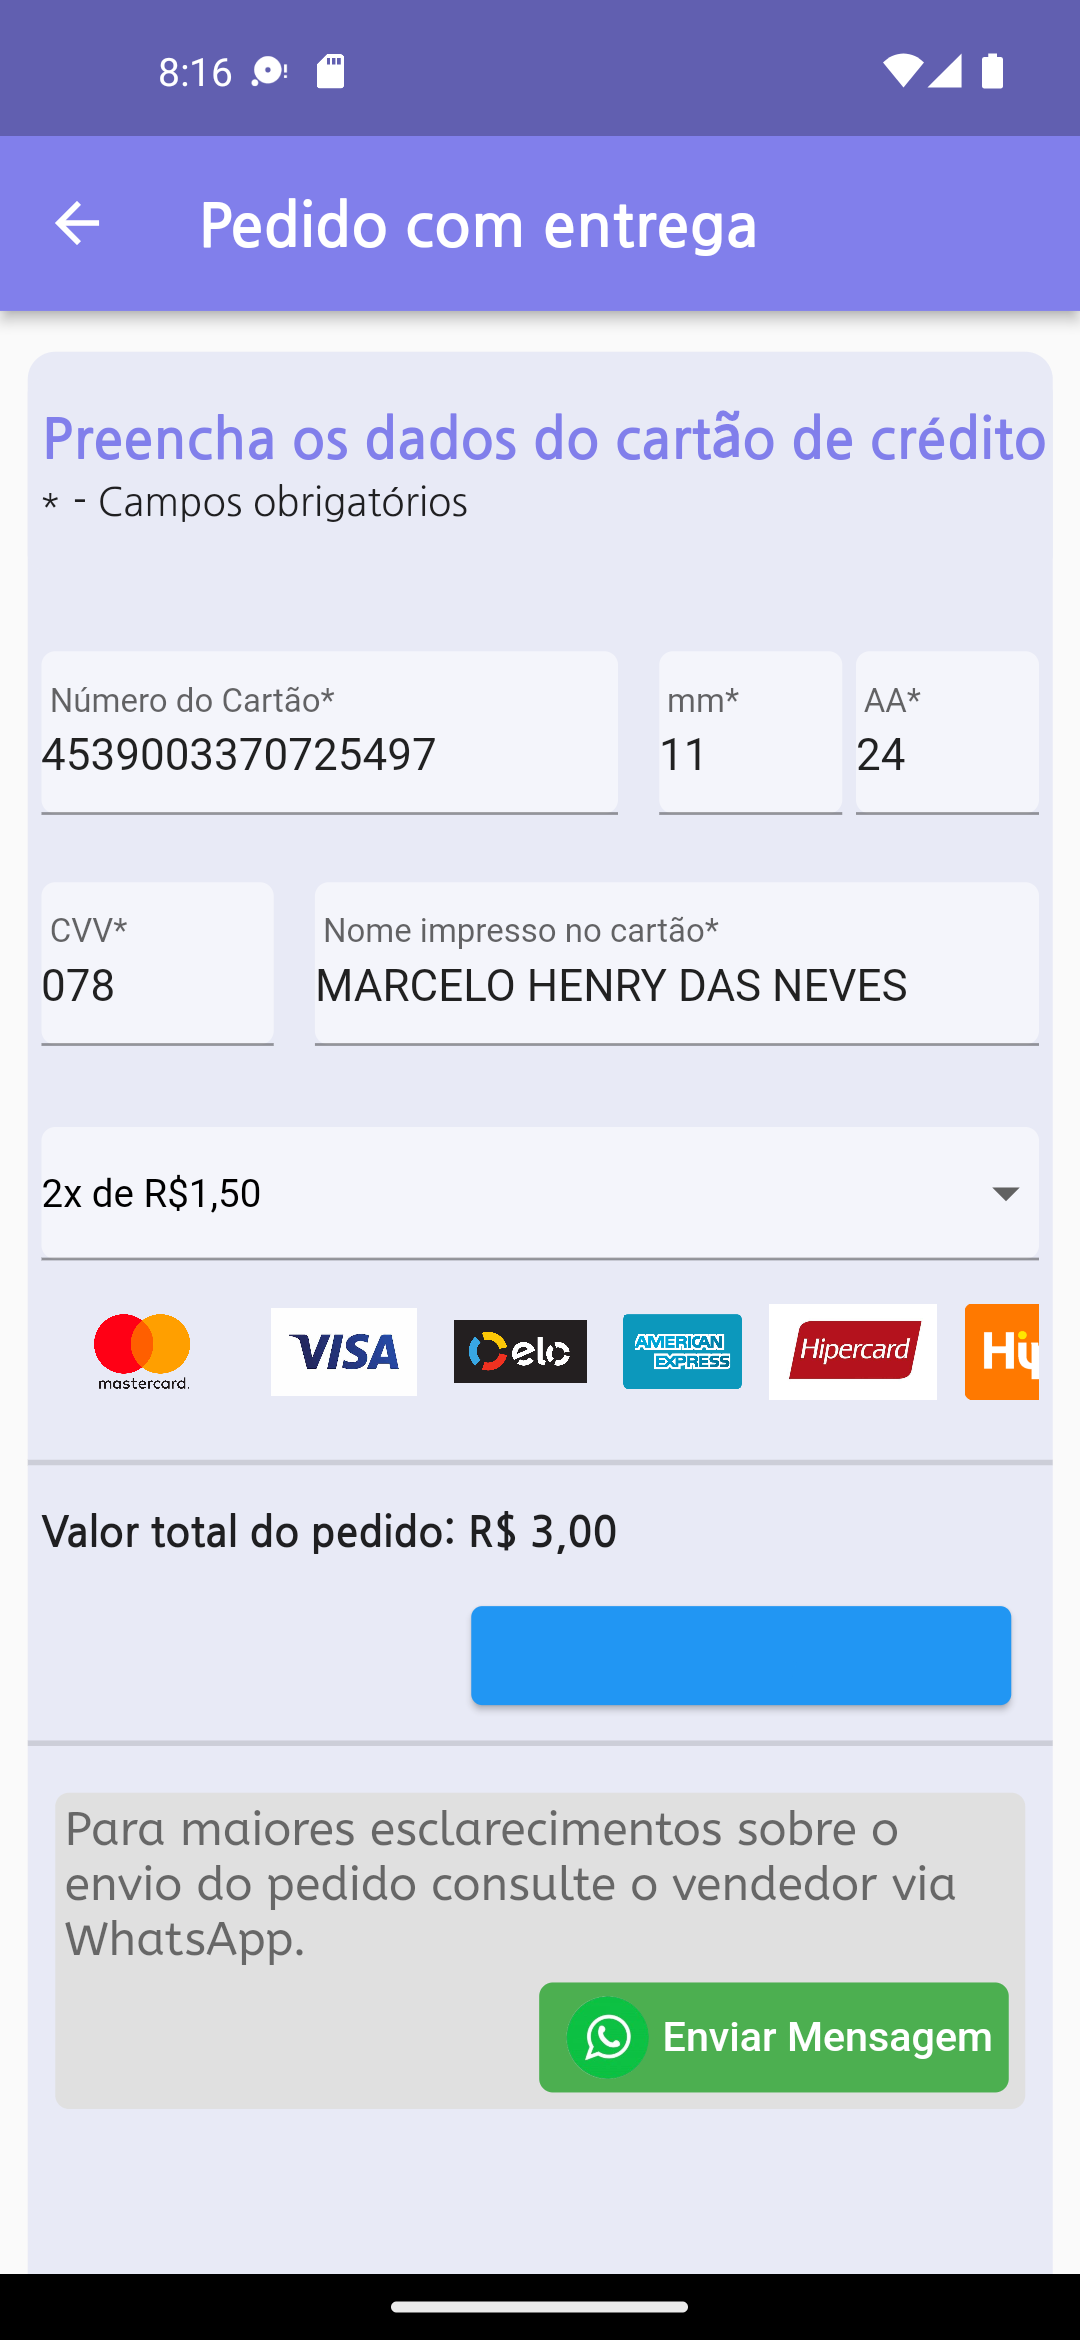 8:16
Pedido com entrega
Preencha os dados do cartão de crédito
* - Campos obrigatórios
Número do Cartão* mm* AA*
4539003370725497 11 24
CVV* Nome impresso no cartão*
078 MARCELO HENRY DAS NEVES
2x de R$1,50
mastercard. VISA elo AMERICAN EXPRESS Hipercard Hip
Valor total do pedido: R$ 3,00
Para maiores esclarecimentos sobre o
envio do pedido consulte o vendedor via
WhatsApp.
Enviar Mensagem